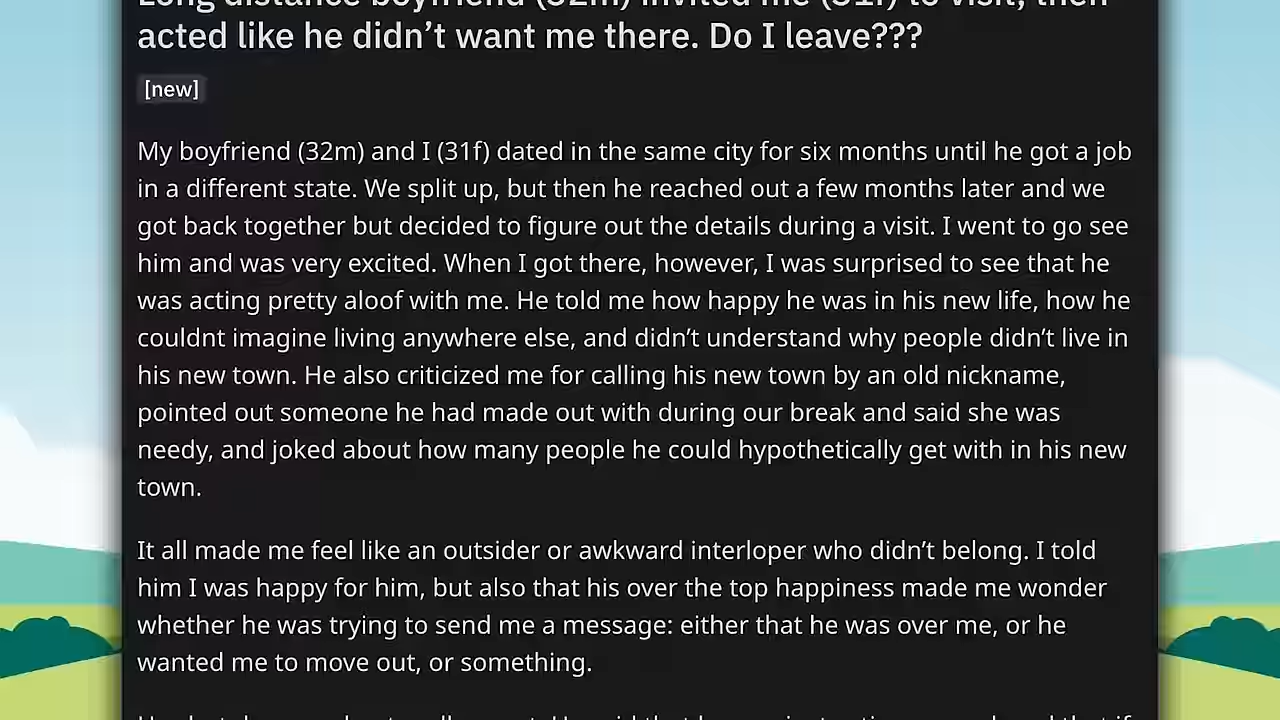 Long distance boyfriend (32m) invited me (31f) to visit, then
acted like he didn’t want me there. Do I leave???
[new]
My boyfriend (32m) and I (31f) dated in the same city for six months until he got a job
in a different state. We split up, but then he reached out a few months later and we
got back together but decided to figure out the details during a visit. I went to go see
him and was very excited. When I got there, however, I was surprised to see that he
was acting pretty aloof with me. He told me how happy he was in his new life, how he
couldnt imagine living anywhere else, and didn’t understand why people didn’t live in
his new town. He also criticized me for calling his new town by an old nickname,
pointed out someone he had made out with during our break and said she was
needy, and joked about how many people he could hypothetically get with in his new
town.
It all made me feel like an outsider or awkward interloper who didn’t belong. I told
him I was happy for him, but also that his over the top happiness made me wonder
whether he was trying to send me a message: either that he was over me, or he
wanted me to move out, or something.